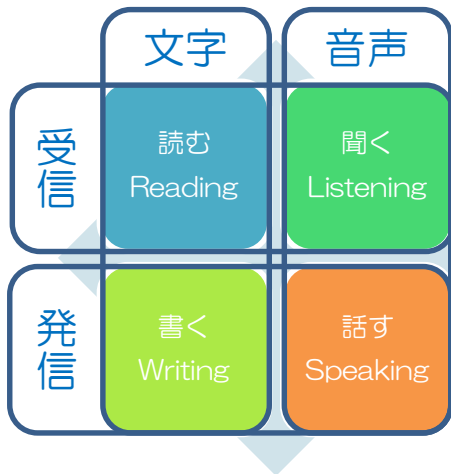 文字
音声
受信
読む
Reading
聞く
Listening
発信
書く
Writing
話す
Speaking